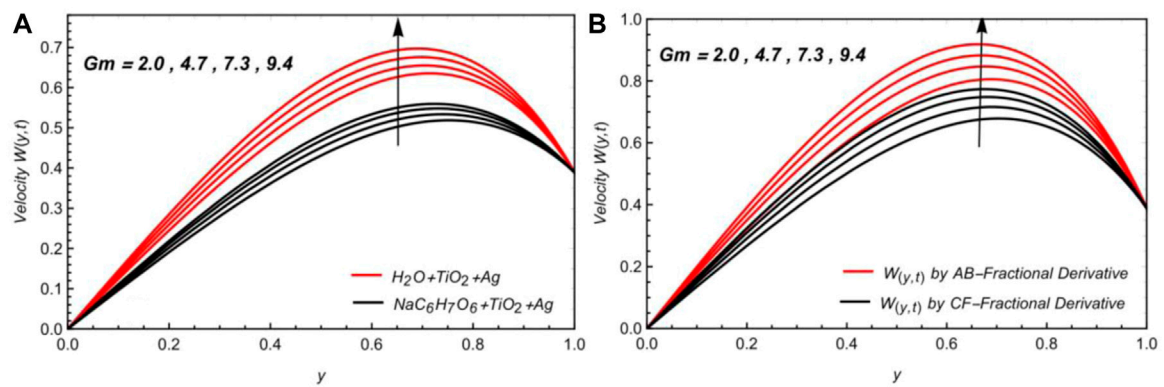 A
Gm = 2.0 , 4.7 , 7.3 , 9.4
Velocity W(y,t)
0.7
0.6
0.5
0.4
0.3
0.2
0.1
0.0
H₂O+TiO₂+Ag
NaC₆H₇O₆+TiO₂+Ag
0.0 0.2 0.4 0.6 0.8 1.0
y
B
Gm = 2.0 , 4.7 , 7.3 , 9.4
Velocity W(y,t)
1.0
0.8
0.6
0.4
0.2
0.0
W(y,t) by AB–Fractional Derivative
W(y,t) by CF–Fractional Derivative
0.0 0.2 0.4 0.6 0.8 1.0
y